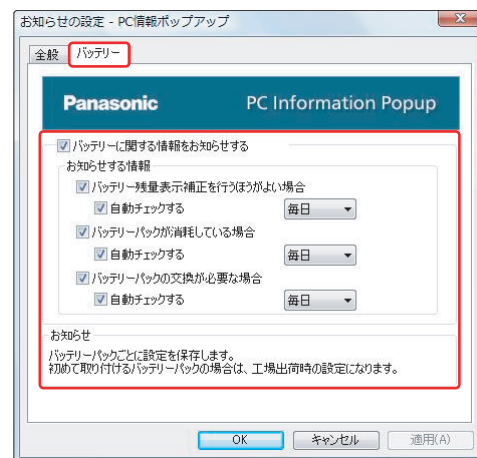 お知らせの設定 - PC情報ポップアップ
全般 バッテリー
Panasonic PC Information Popup
バッテリーに関する情報をお知らせする
お知らせする情報
バッテリー残量表示補正を行うほうがよい場合
自動チェックする 毎日
バッテリーパックが消耗している場合
自動チェックする 毎日
バッテリーパックの交換が必要な場合
自動チェックする 毎日
お知らせ
バッテリーパックごとに設定を保存します。
初めて取り付けるバッテリーパックの場合は、工場出荷時の設定になります。
OK キャンセル 適用(A)